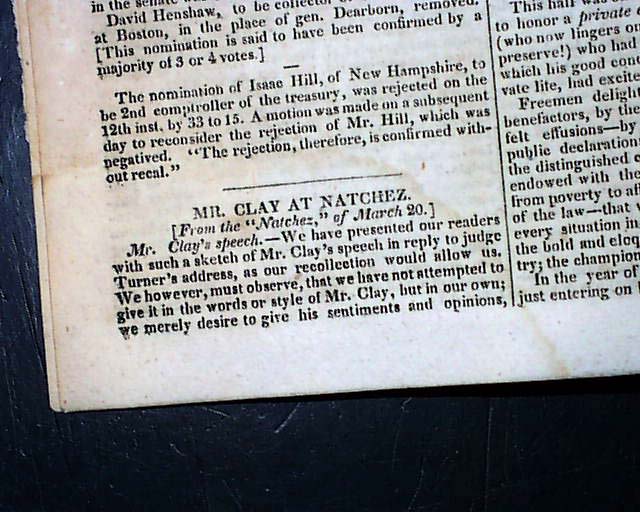 in the senate
David Henshaw, to be collector
at Boston, in the place of gen. Dearborn, removed.
[This nomination is said to have been confirmed by a
majority of 3 or 4 votes.]
The nomination of Isaac Hill, of New Hampshire, to
be 2nd comptroller of the treasury, was rejected on the
12th inst. by 33 to 15. A motion was made on a subsequent
day to reconsider the rejection of Mr. Hill, which was
negatived. "The rejection, therefore, is confirmed with-
out recal."
MR. CLAY AT NATCHEZ.
[From the "Natchez," of March 20.]
Mr. Clay's speech.—We have presented our readers
with such a sketch of Mr. Clay's speech in reply to judge
Turner's address, as our recollection would allow us.
We however, must observe, that we have not attempted to
give it in the words or style of Mr. Clay, but in our own;
we merely desire to give his sentiments and opinions,
This hall was
to honor a private
(who now lingers on
preserve!) who had
which his good
vate life, had
Freemen delight
benefactors, by the
felt effusions—by
public declaration
the distinguished
endowed with the
from poverty to
of the law—that
every situation in
the bold and
try; the champion
In the year of
just entering on